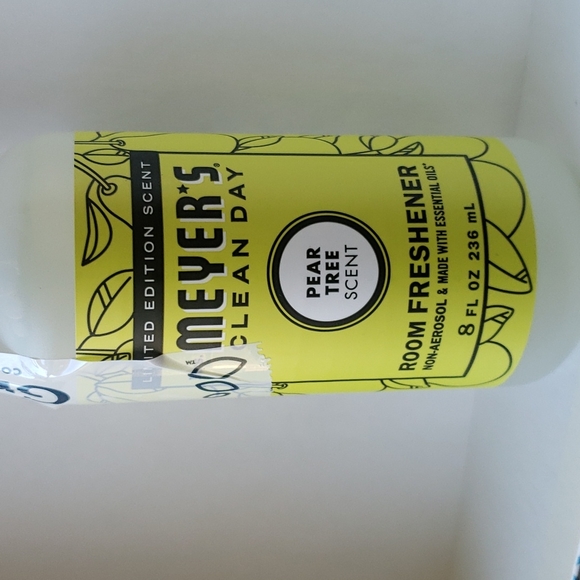 LIMITED EDITION SCENT
MEYER'S®
CLEAN DAY
PEAR
TREE
SCENT
ROOM FRESHENER
NON-AEROSOL & MADE WITH ESSENTIAL OILS*
8 FL OZ 236 mL